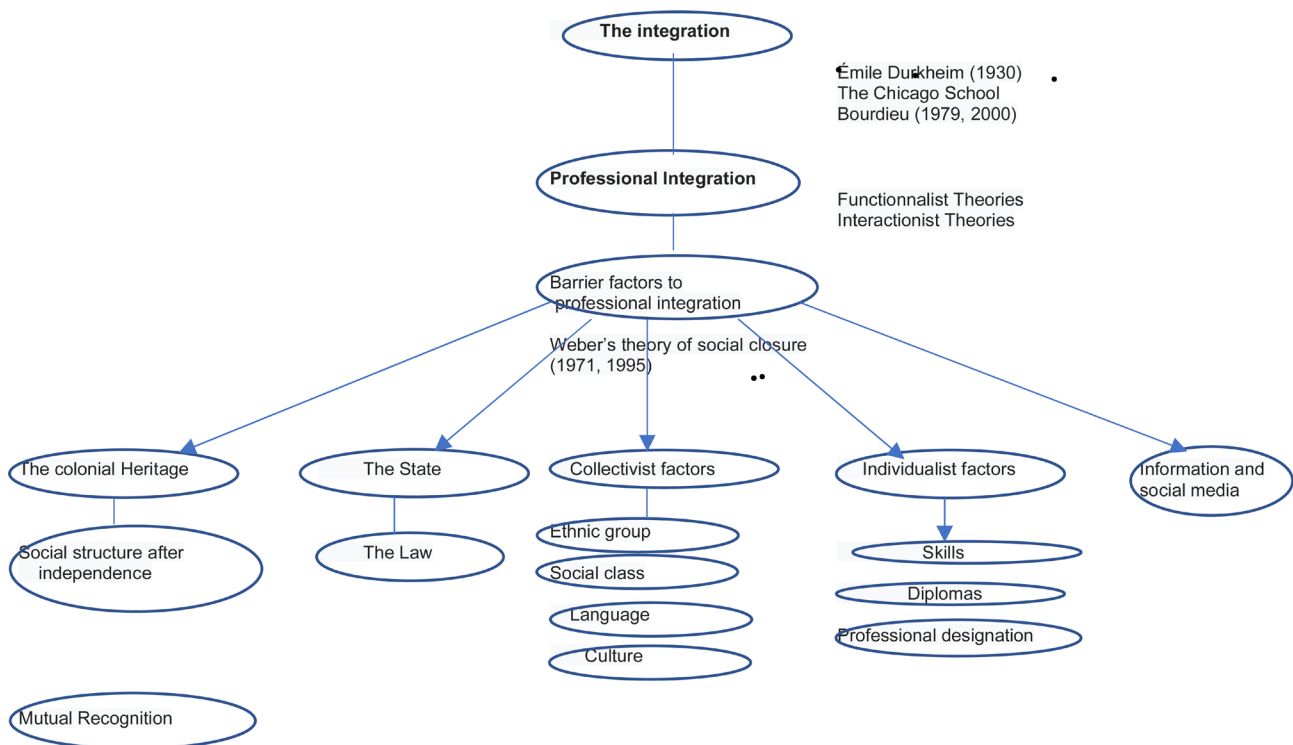 The integration
Émile Durkheim (1930)
The Chicago School
Bourdieu (1979, 2000)
Professional Integration
Functionnalist Theories
Interactionist Theories
Barrier factors to
professional integration
Weber’s theory of social closure
(1971, 1995)
The colonial Heritage
The State
Collectivist factors
Individualist factors
Information and
social media
Social structure after
independence
The Law
Ethnic group
Social class
Language
Culture
Skills
Diplomas
Professional designation
Mutual Recognition